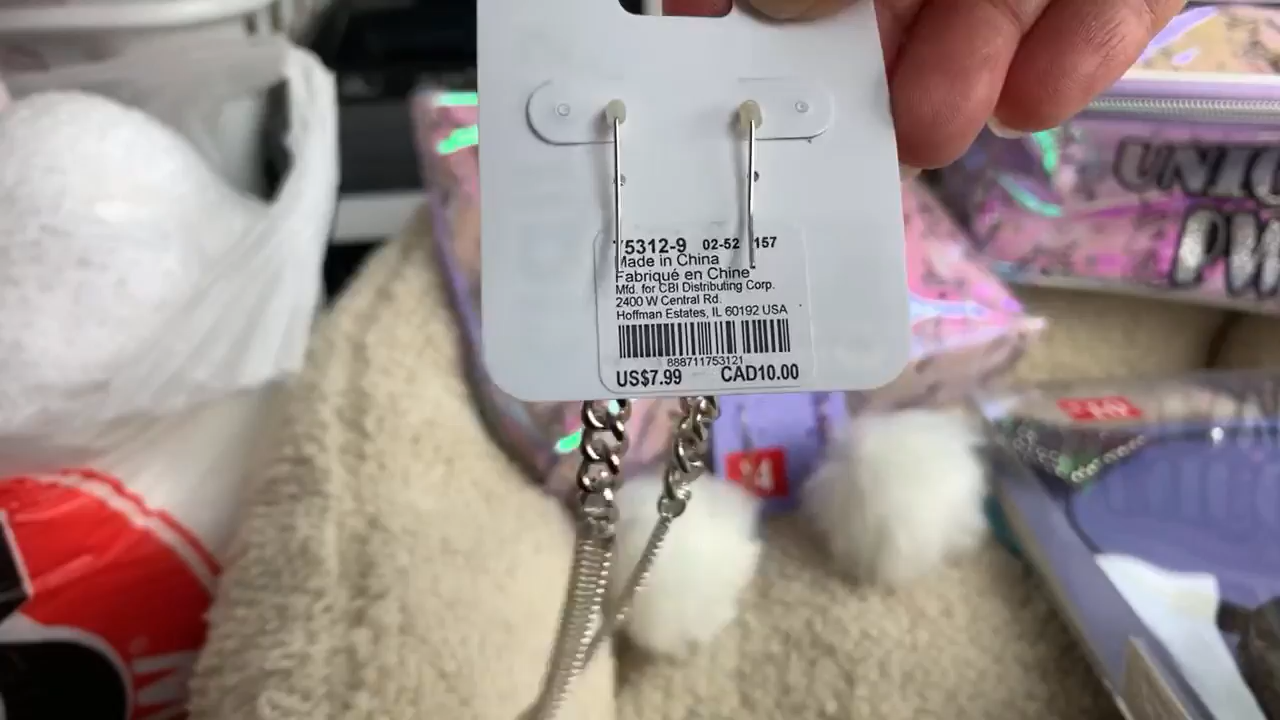 75312-9 02-52 157
Made in China
Fabriqué en Chine
Mfd. for CBI Distributing Corp.
2400 W Central Rd.
Hoffman Estates, IL 60192 USA
888711753121
US$7.99 CAD10.00
$4